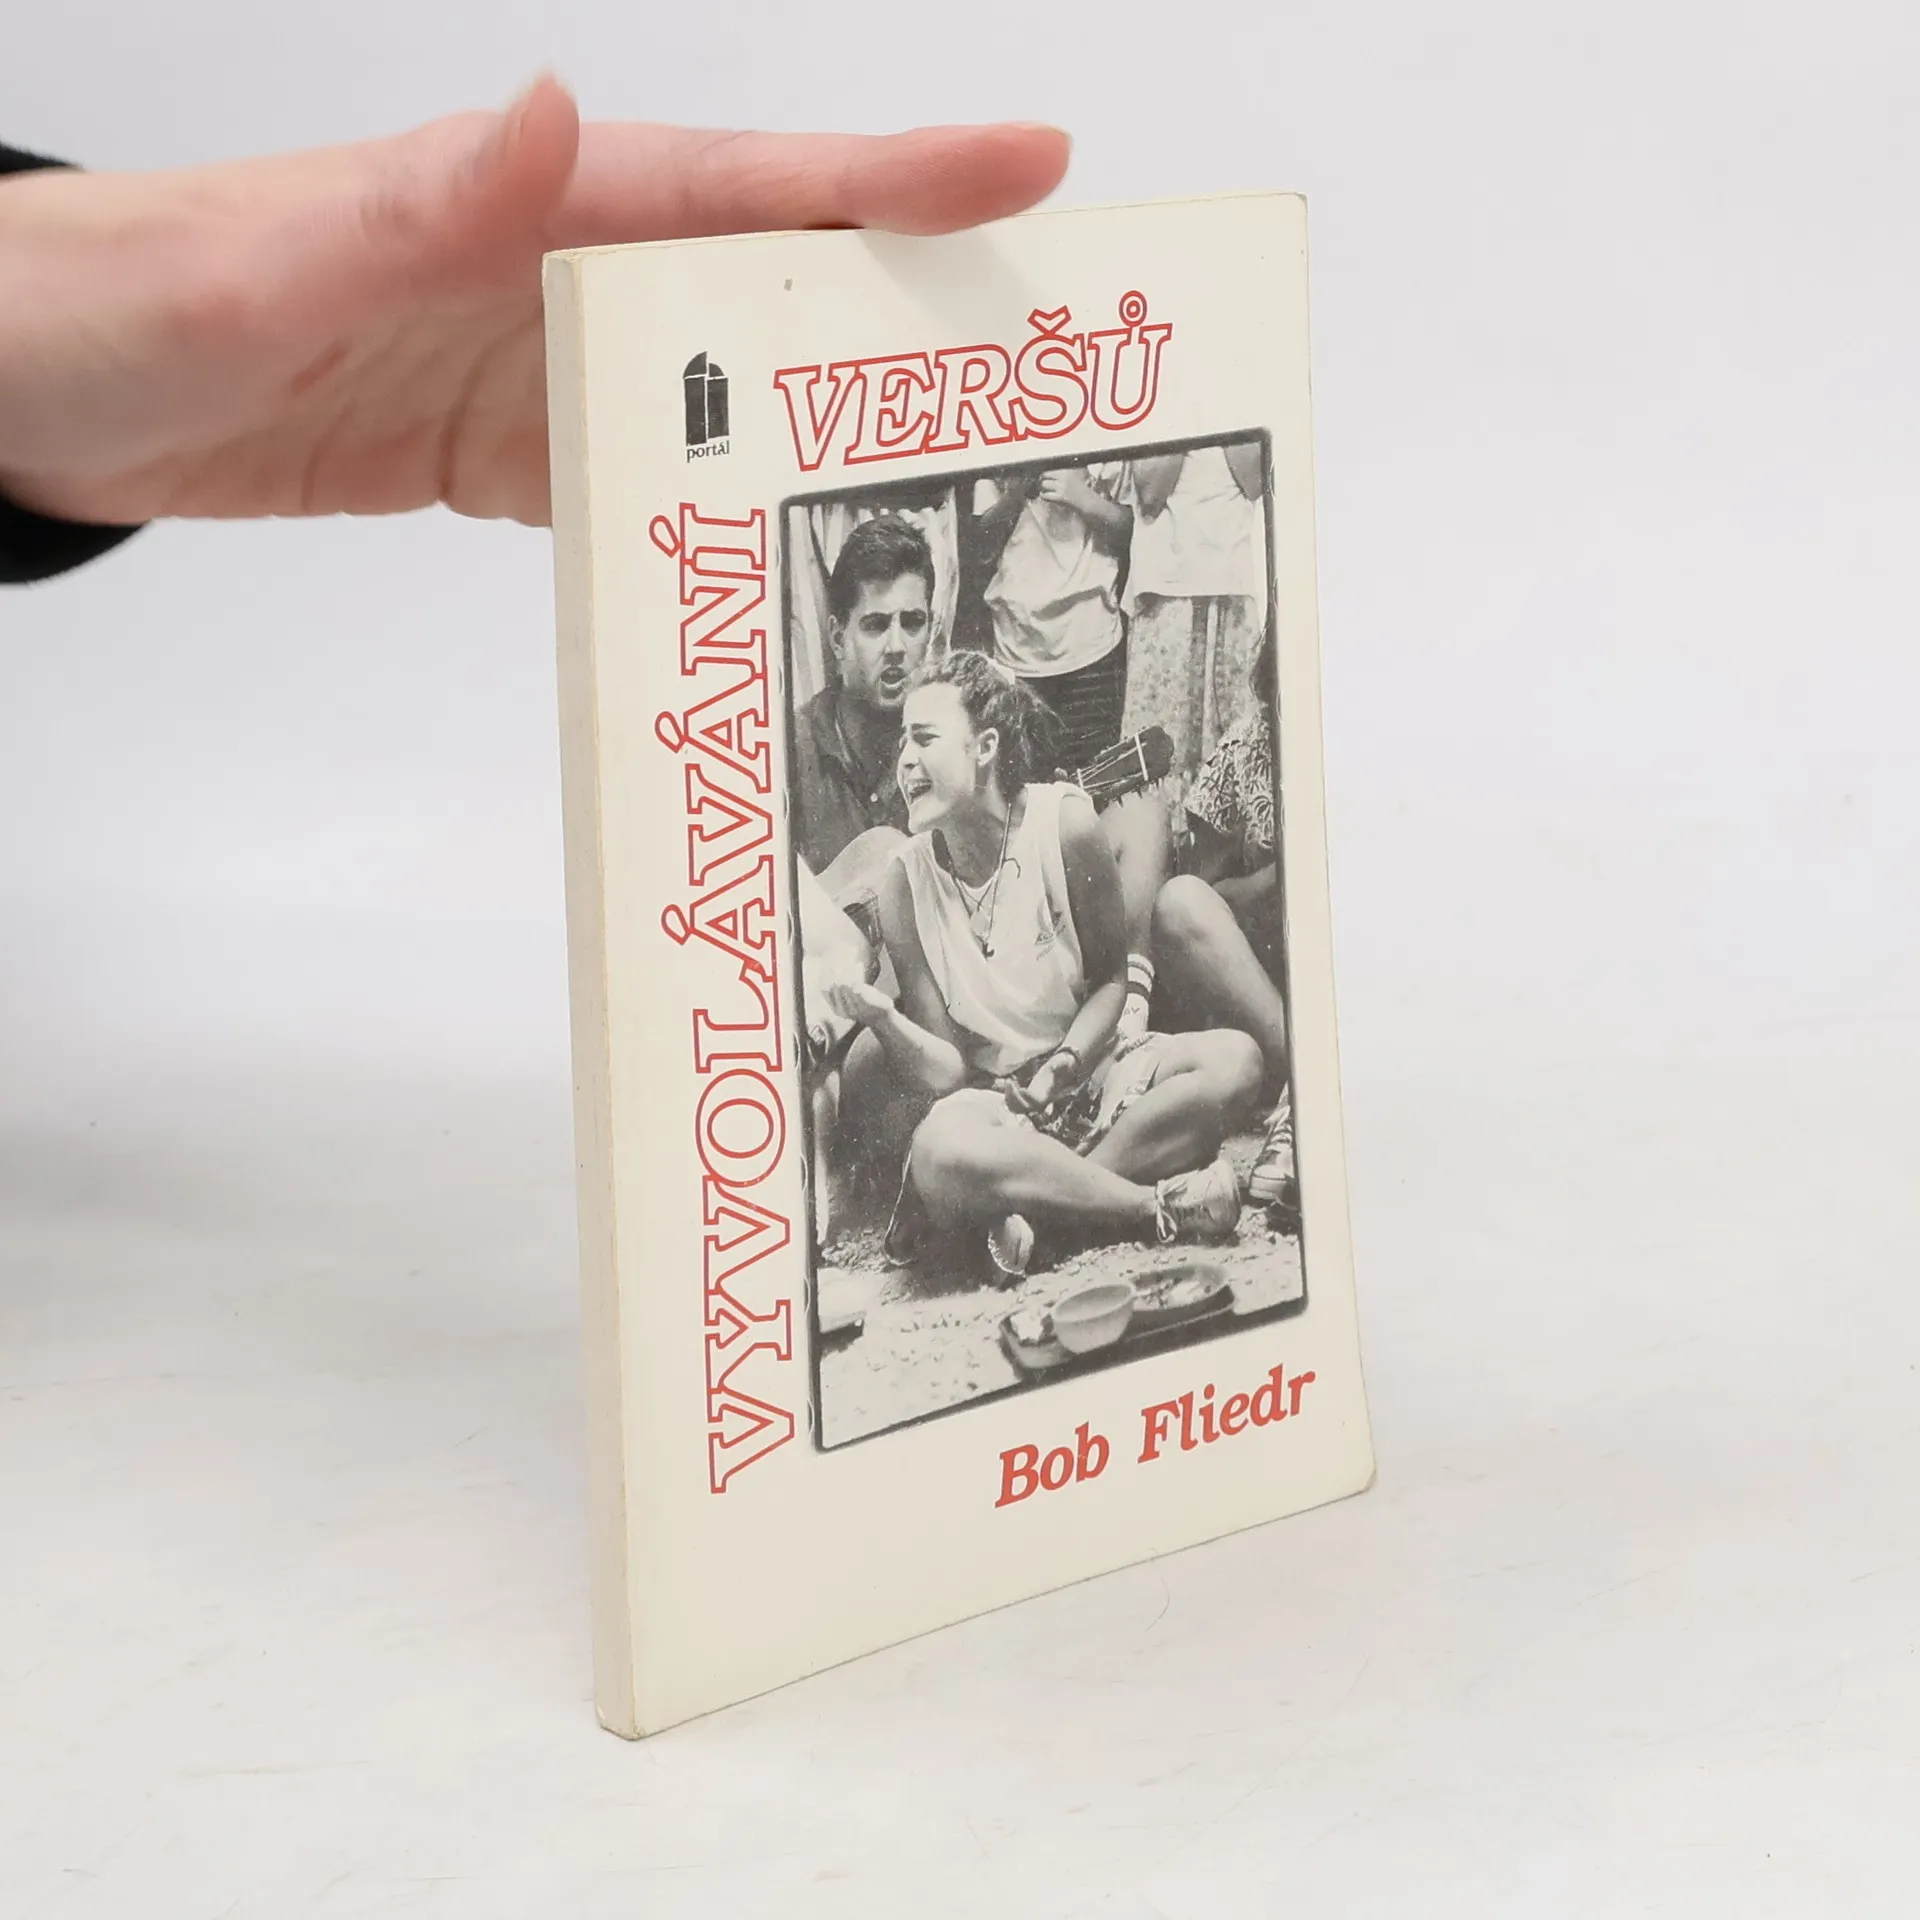 portál
VYVOLÁVÁNÍ
VERŠŮ
Bob Fliedr